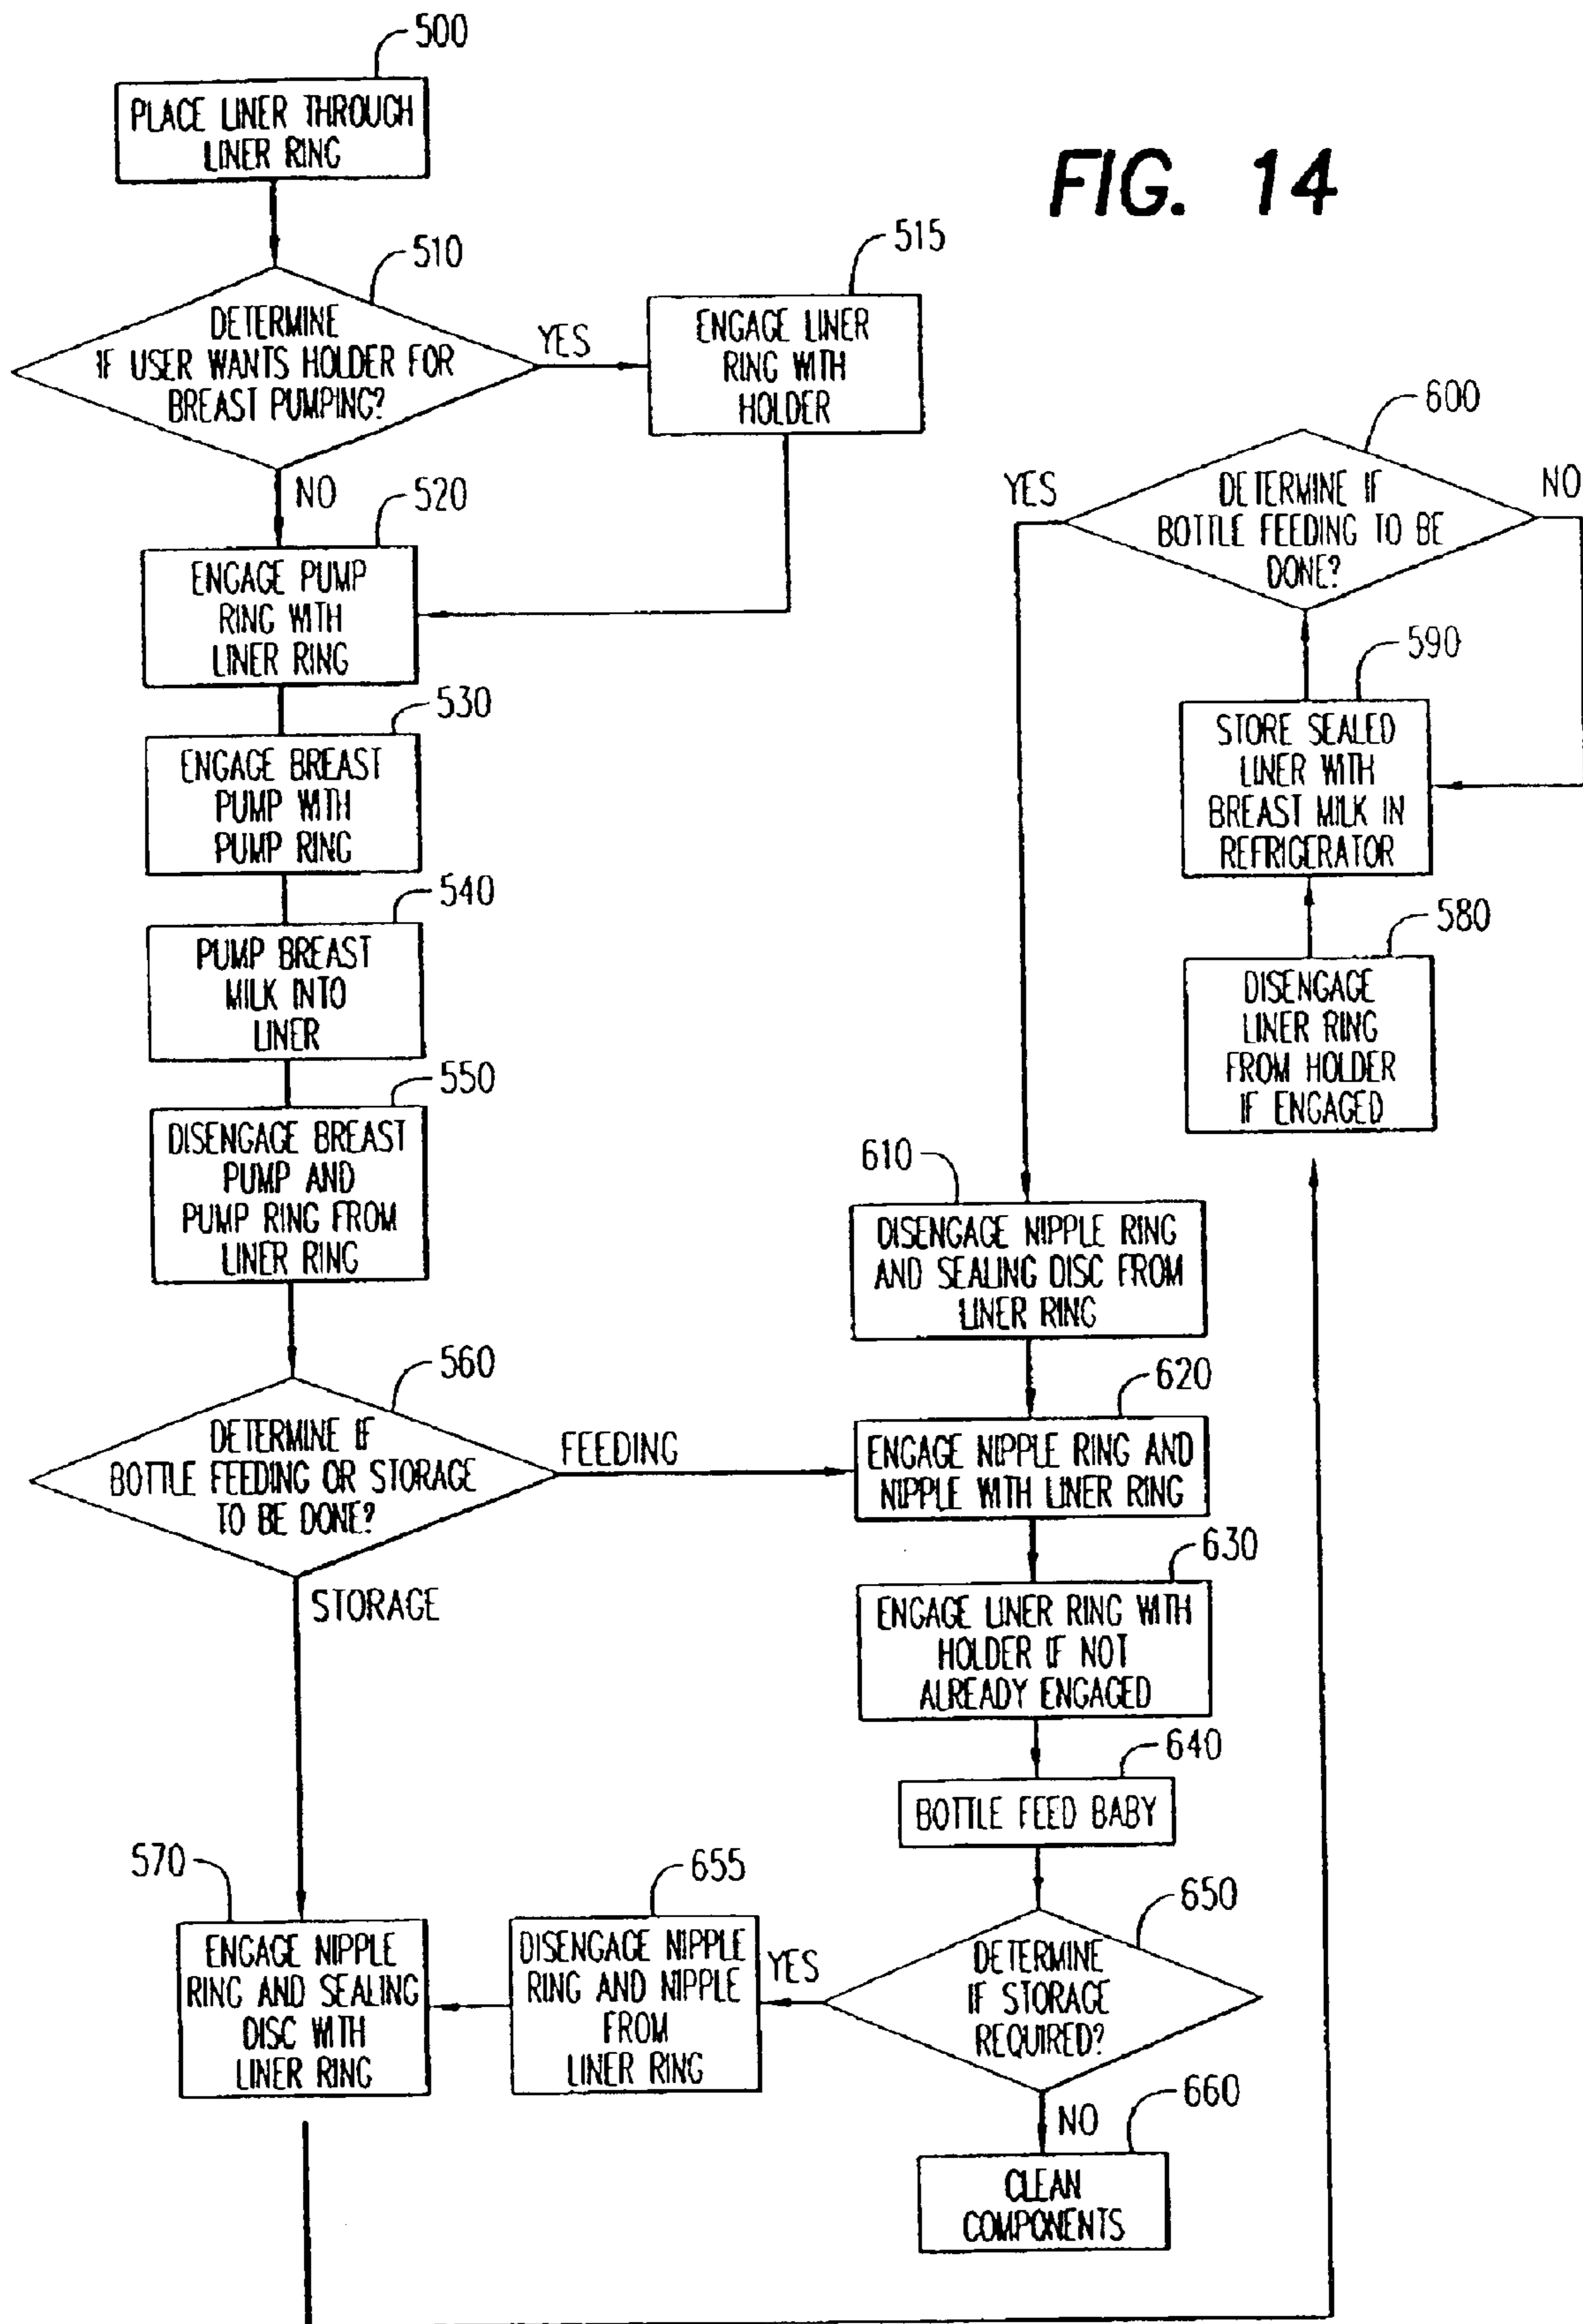 FIG. 14
500
PLACE LINER THROUGH
LINER RING
510
DETERMINE
IF USER WANTS HOLDER FOR
BREAST PUMPING?
YES
515
ENGAGE LINER
RING WITH
HOLDER
NO
520
ENGAGE PUMP
RING WITH
LINER RING
530
ENGAGE BREAST
PUMP WITH
PUMP RING
540
PUMP BREAST
MILK INTO
LINER
550
DISENGAGE BREAST
PUMP AND
PUMP RING FROM
LINER RING
560
DETERMINE IF
BOTTLE FEEDING OR STORAGE
TO BE DONE?
FEEDING
STORAGE
570
ENGAGE NIPPLE
RING AND SEALING
DISC WITH
LINER RING
580
DISENGAGE
LINER RING
FROM HOLDER
IF ENGAGED
590
STORE SEALED
LINER WITH
BREAST MILK IN
REFRIGERATOR
600
DETERMINE IF
BOTTLE FEEDING TO BE
DONE?
YES
NO
610
DISENGAGE NIPPLE RING
AND SEALING DISC FROM
LINER RING
620
ENGAGE NIPPLE RING AND
NIPPLE WITH LINER RING
630
ENGAGE LINER RING WITH
HOLDER IF NOT
ALREADY ENGAGED
640
BOTTLE FEED BABY
650
DETERMINE
IF STORAGE
REQUIRED?
YES
655
DISENGAGE NIPPLE
RING AND NIPPLE
FROM
LINER RING
NO
660
CLEAN
COMPONENTS